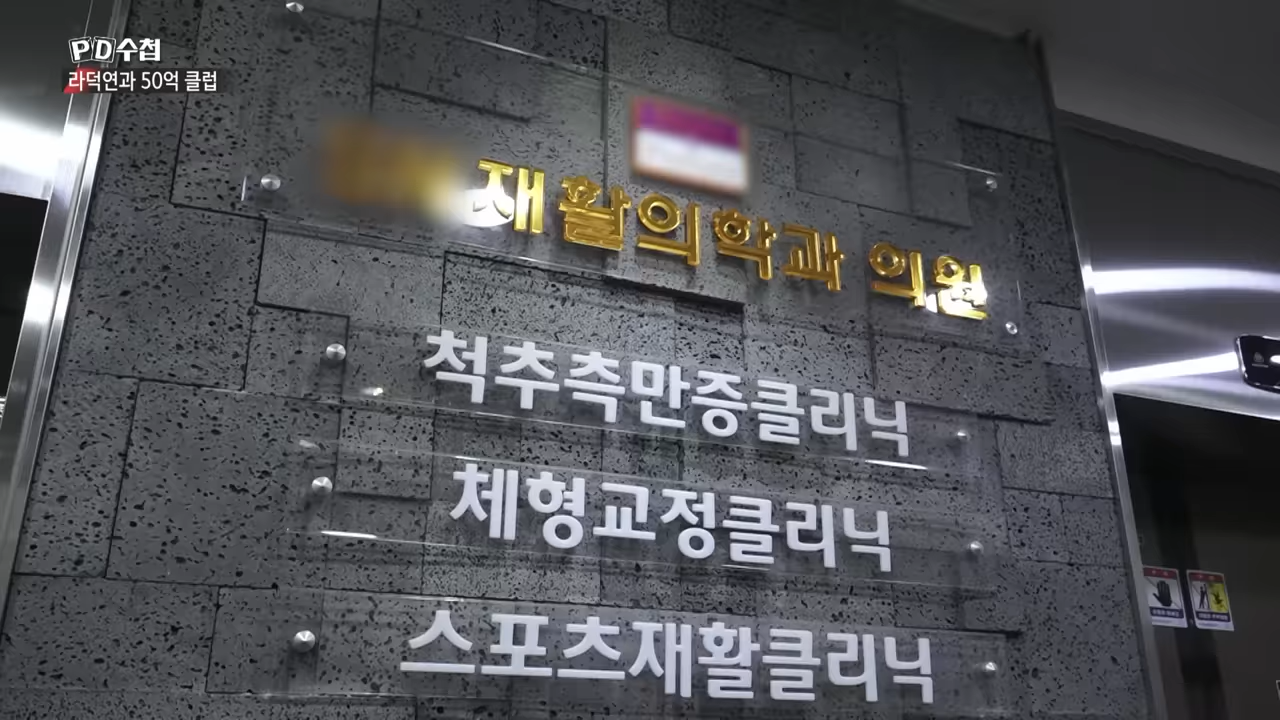 PD수첩
라덕연과 50억 클럽
재활의학과 의원
척추측만증클리닉
체형교정클리닉
스포츠재활클리닉